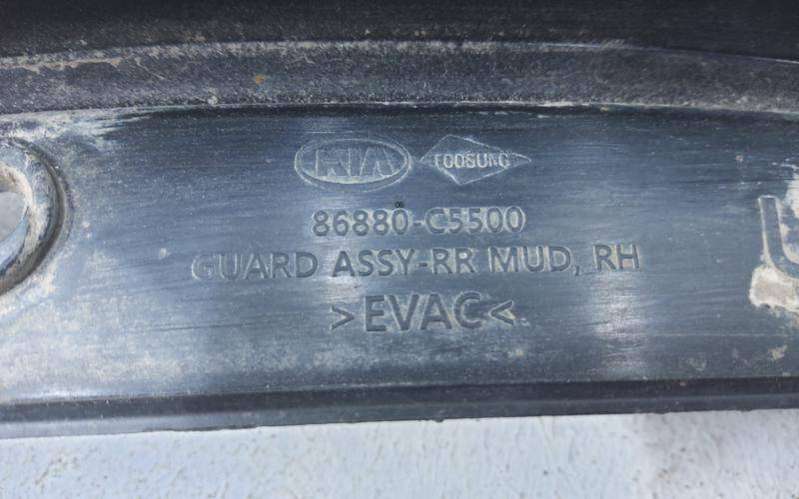 KIA TOOSUNG
86880-C5500
GUARD ASSY-RR MUD, RH
>EVAC<